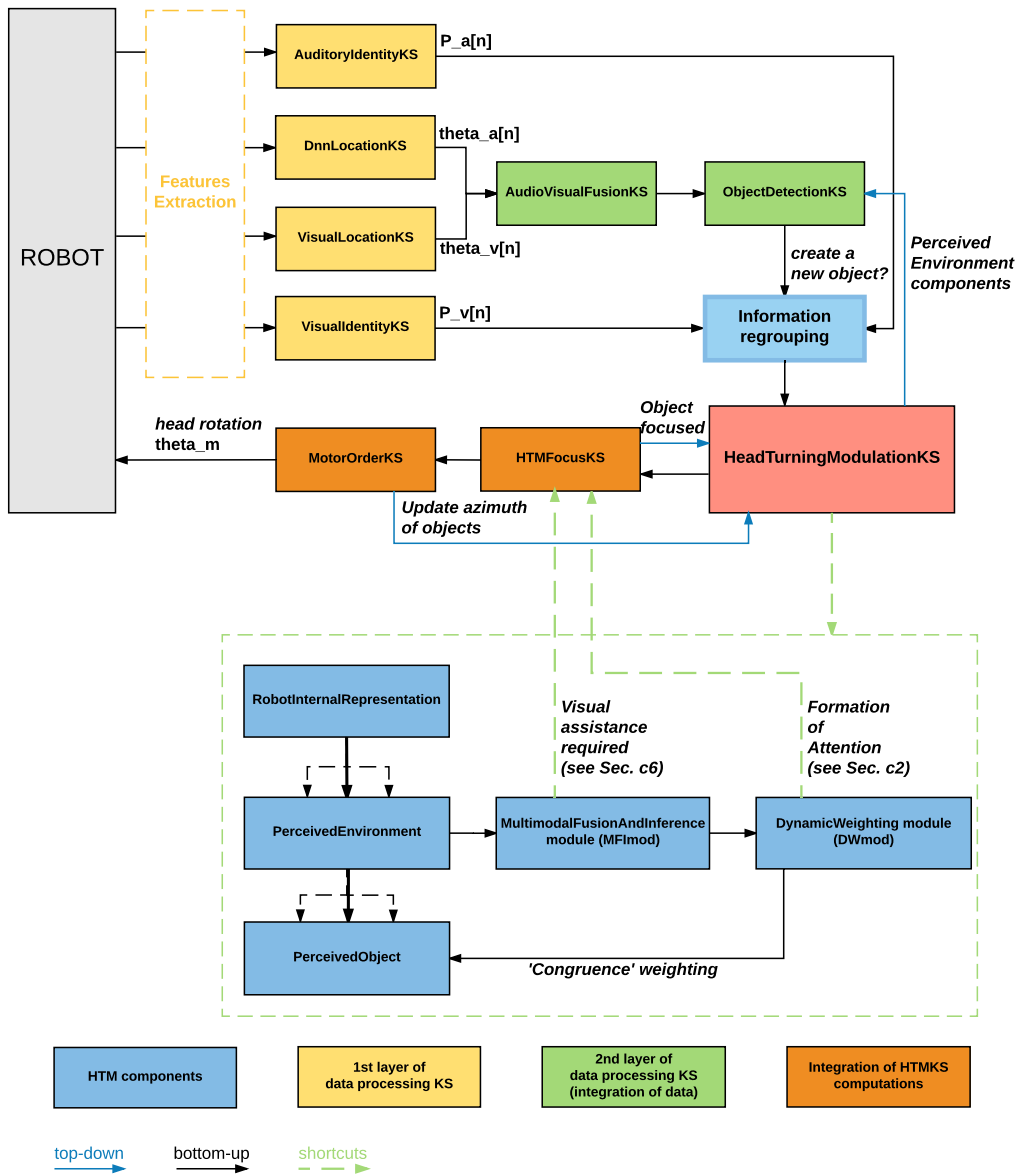 ROBOT
Features
Extraction
AuditoryIdentityKS
P_a[n]
DnnLocationKS
theta_a[n]
VisualLocationKS
theta_v[n]
AudioVisualFusionKS
ObjectDetectionKS
Perceived
Environment
components
create a
new object?
VisualIdentityKS
P_v[n]
Information
regrouping
head rotation
theta_m
MotorOrderKS
HTMFocusKS
Object
focused
HeadTurningModulationKS
Update azimuth
of objects
RobotInternalRepresentation
Visual
assistance
required
(see Sec. c6)
Formation
of
Attention
(see Sec. c2)
PerceivedEnvironment
MultimodalFusionAndInference
module (MFImod)
DynamicWeighting module
(DWmod)
PerceivedObject
'Congruence' weighting
HTM components
1st layer of
data processing KS
2nd layer of
data processing KS
(integration of data)
Integration of HTMKS
computations
top-down
bottom-up
shortcuts